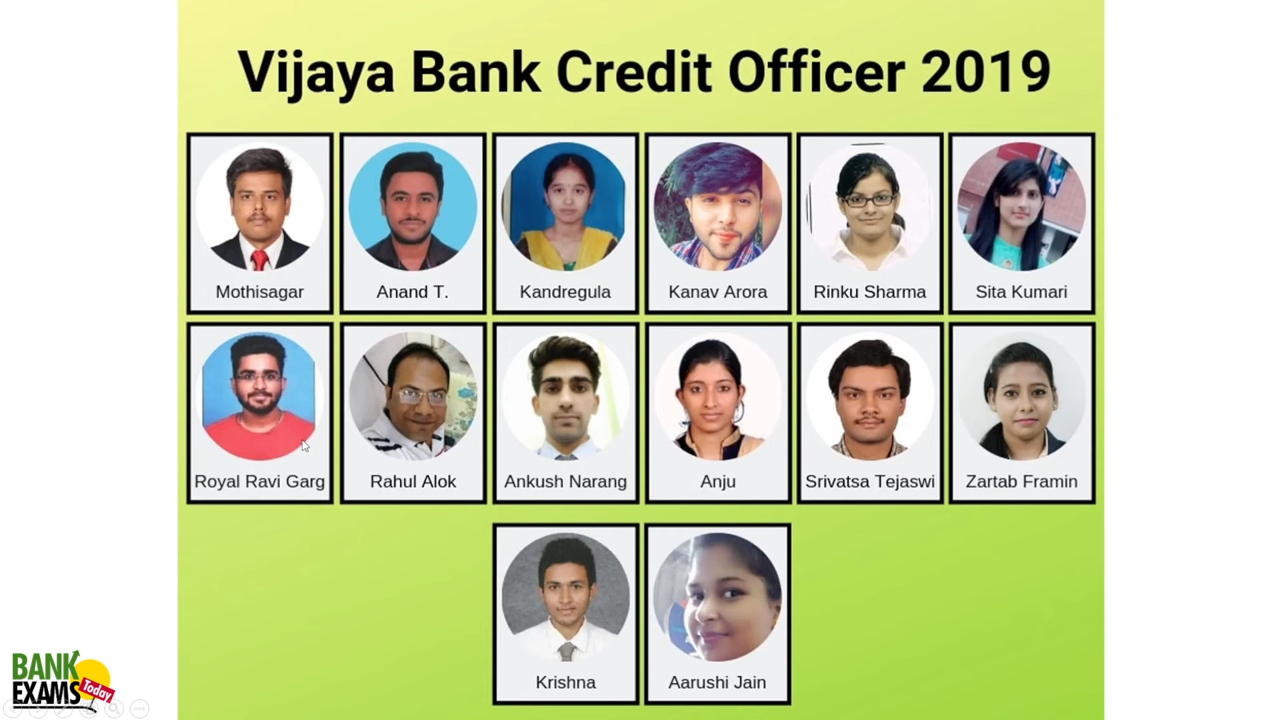 Vijaya Bank Credit Officer 2019
Mothisagar
Anand T.
Kandregula
Kanav Arora
Rinku Sharma
Sita Kumari
Royal Ravi Garg
Rahul Alok
Ankush Narang
Anju
Srivatsa Tejaswi
Zartab Framin
Krishna
Aarushi Jain
BANK
EXAMS
Today